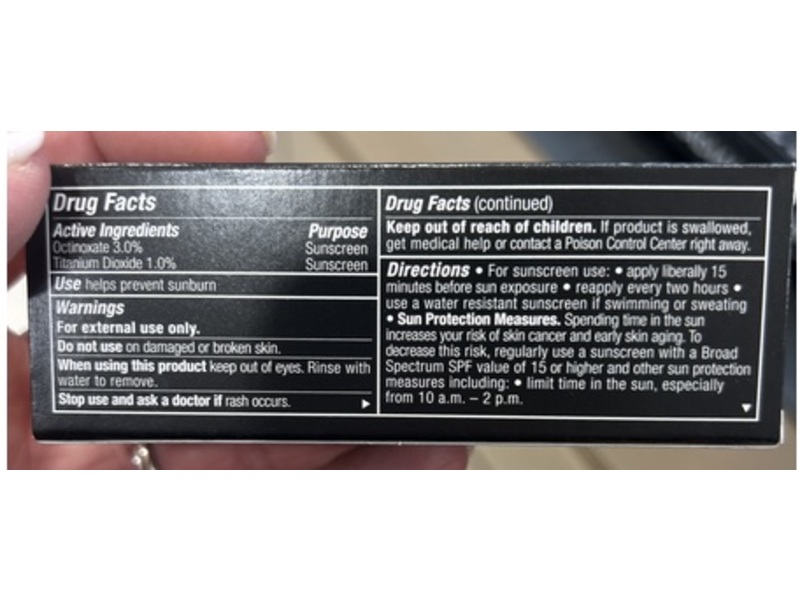 Drug Facts
Active Ingredients Purpose
Octinoxate 3.0% Sunscreen
Titanium Dioxide 1.0% Sunscreen
Use helps prevent sunburn
Warnings
For external use only.
Do not use on damaged or broken skin.
When using this product keep out of eyes. Rinse with
water to remove.
Stop use and ask a doctor if rash occurs.
Drug Facts (continued)
Keep out of reach of children. If product is swallowed,
get medical help or contact a Poison Control Center right away.
Directions • For sunscreen use: • apply liberally 15
minutes before sun exposure • reapply every two hours •
use a water resistant sunscreen if swimming or sweating
• Sun Protection Measures. Spending time in the sun
increases your risk of skin cancer and early skin aging. To
decrease this risk, regularly use a sunscreen with a Broad
Spectrum SPF value of 15 or higher and other sun protection
measures including: • limit time in the sun, especially
from 10 a.m. – 2 p.m.